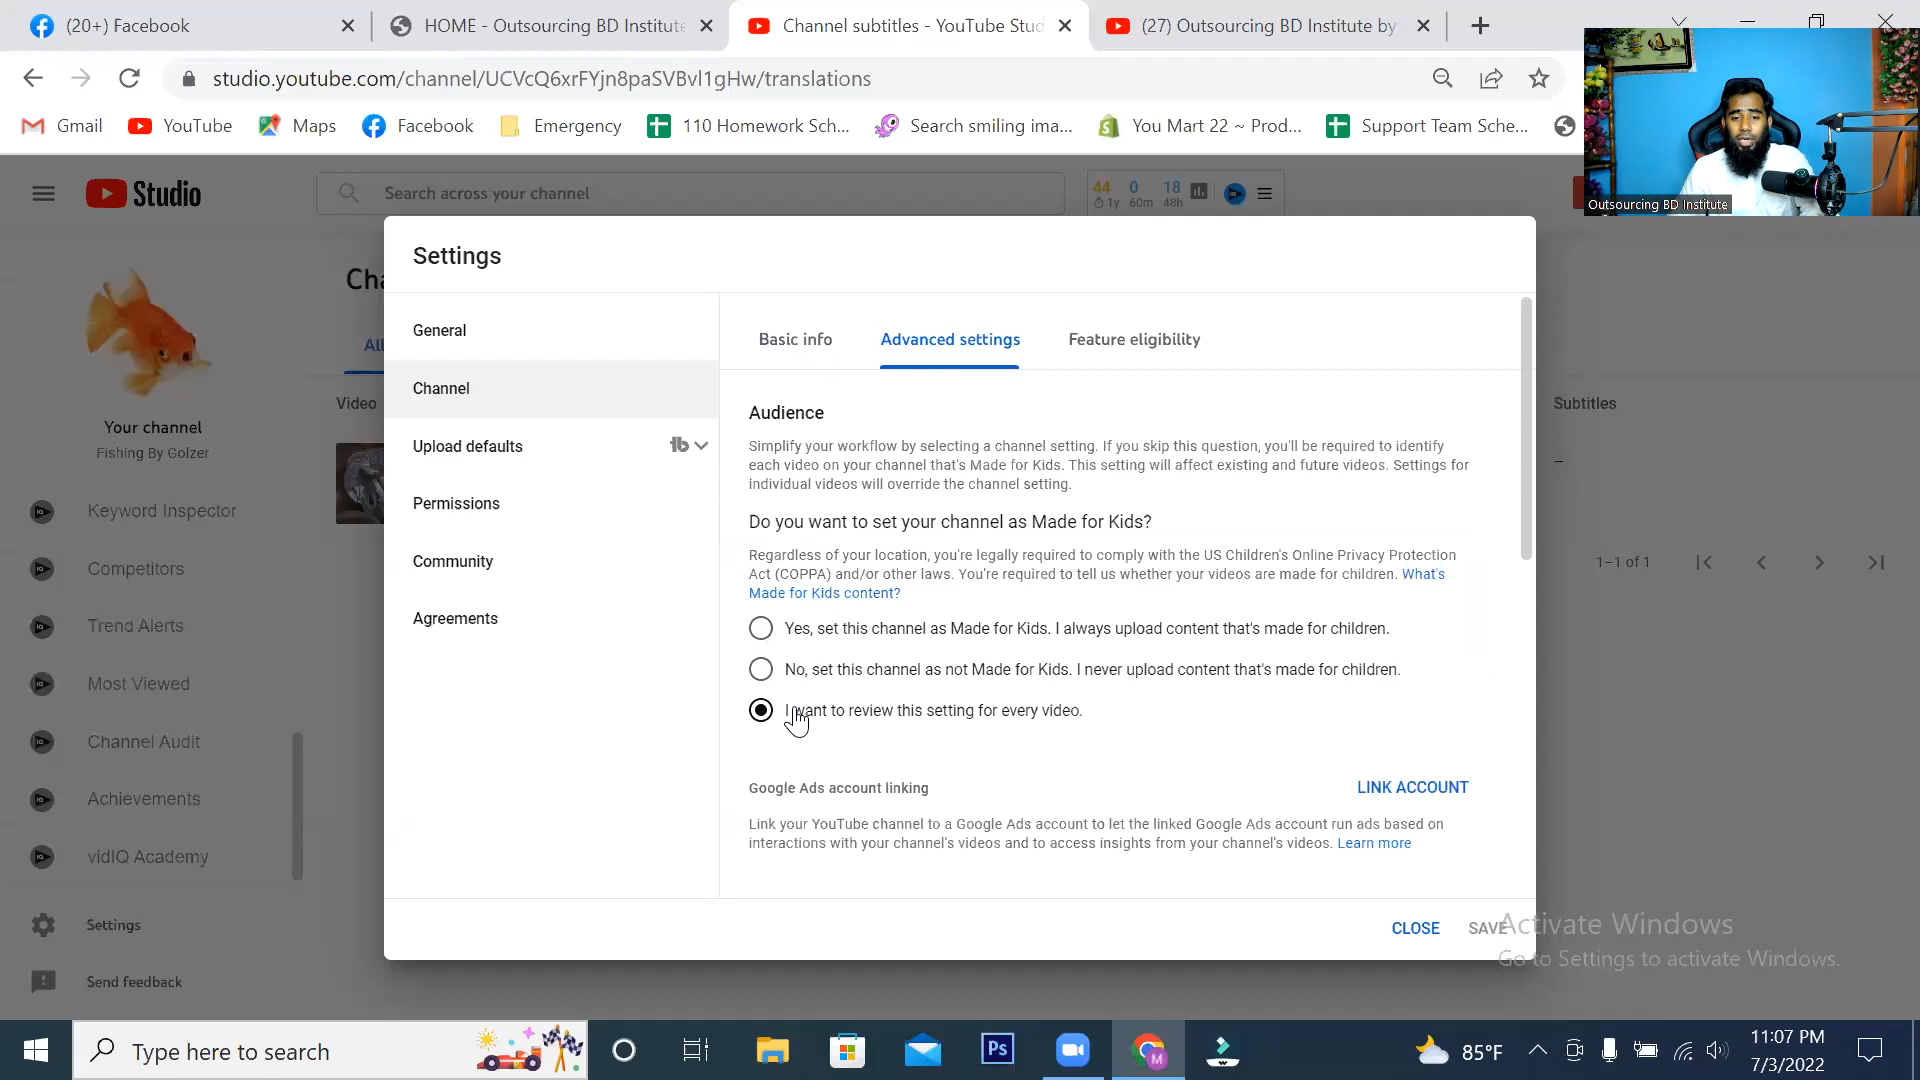 (20+) Facebook
HOME - Outsourcing BD Institute
Channel subtitles - YouTube Stud
(27) Outsourcing BD Institute by
studio.youtube.com/channel/UCVcQ6xrFYjn8paSVBvl1gHw/translations
Gmail
YouTube
Maps
Facebook
Emergency
110 Homework Sch...
Search smiling ima...
You Mart 22 ~ Prod...
Support Team Sche...
Outsourcing BD Institute
Studio
Search across your channel
44 0 18
1y 60m 48h
Settings
General
Channel
Upload defaults
tb
Permissions
Community
Agreements
Basic info
Advanced settings
Feature eligibility
Audience
Simplify your workflow by selecting a channel setting. If you skip this question, you'll be required to identify
each video on your channel that's Made for Kids. This setting will affect existing and future videos. Settings for
individual videos will override the channel setting.
Do you want to set your channel as Made for Kids?
Regardless of your location, you're legally required to comply with the US Children's Online Privacy Protection
Act (COPPA) and/or other laws. You're required to tell us whether your videos are made for children. What's
Made for Kids content?
Yes, set this channel as Made for Kids. I always upload content that's made for children.
No, set this channel as not Made for Kids. I never upload content that's made for children.
I want to review this setting for every video.
Google Ads account linking
LINK ACCOUNT
Link your YouTube channel to a Google Ads account to let the linked Google Ads account run ads based on
interactions with your channel's videos and to access insights from your channel's videos. Learn more
CLOSE
SAVE
Your channel
Fishing By Golzer
Keyword Inspector
Competitors
Trend Alerts
Most Viewed
Channel Audit
Achievements
vidIQ Academy
Settings
Send feedback
Cha
All
Video
Subtitles
1–1 of 1
Activate Windows
Go to Settings to activate Windows.
Type here to search
Ps
M
85°F
11:07 PM
7/3/2022